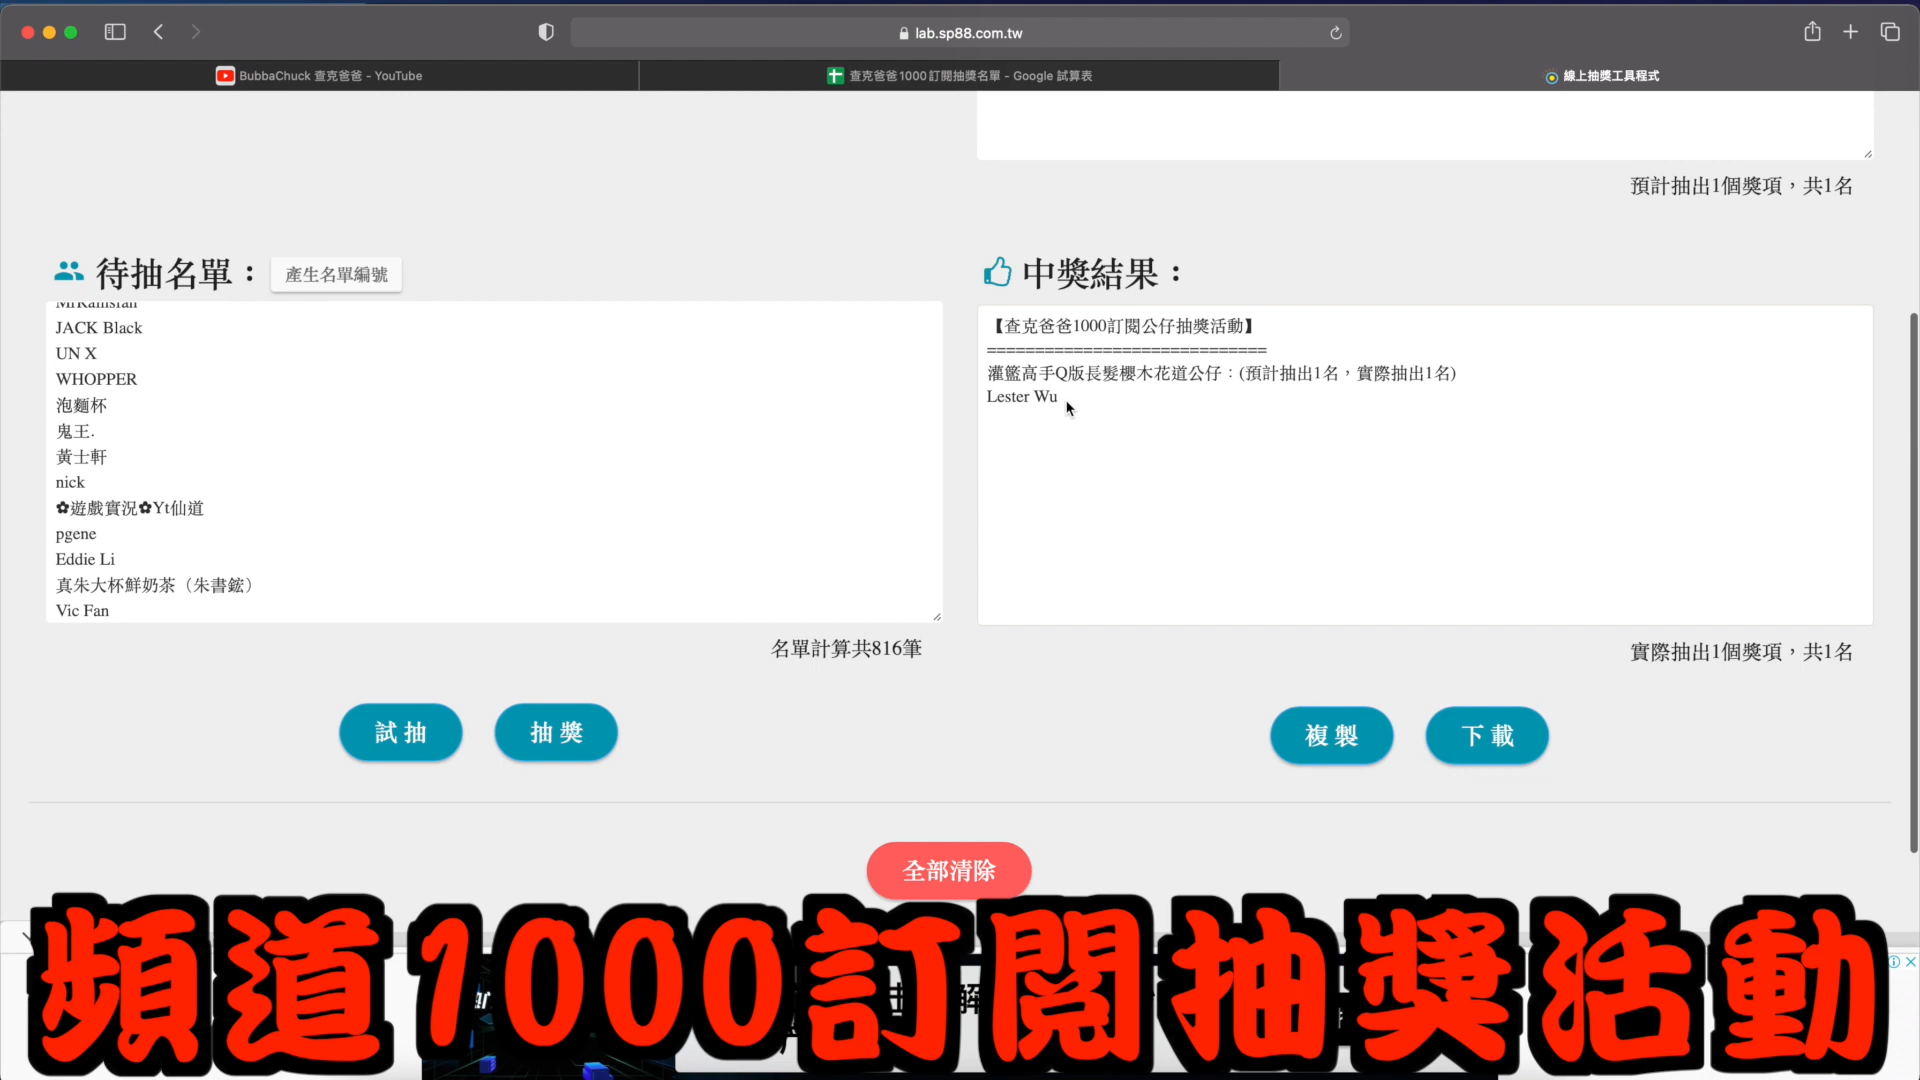 lab.sp88.com.tw
BubbaChuck 查克爸爸 - YouTube
查克爸爸1000訂閱抽獎名單 - Google 試算表
線上抽獎工具程式
預計抽出1個獎項，共1名
待抽名單：
產生名單編號
MrKanisfan
JACK Black
UN X
WHOPPER
泡麵杯
鬼王.
黃士軒
nick
✿遊戲實況✿Yt仙道
pgene
Eddie Li
真朱大杯鮮奶茶（朱書鋐）
Vic Fan
名單計算共816筆
試抽
抽獎
中獎結果：
【查克爸爸1000訂閱公仔抽獎活動】
=============================
灌籃高手Q版長髮櫻木花道公仔：(預計抽出1名，實際抽出1名)
Lester Wu
實際抽出1個獎項，共1名
複製
下載
全部清除
頻道1000訂閱抽獎活動